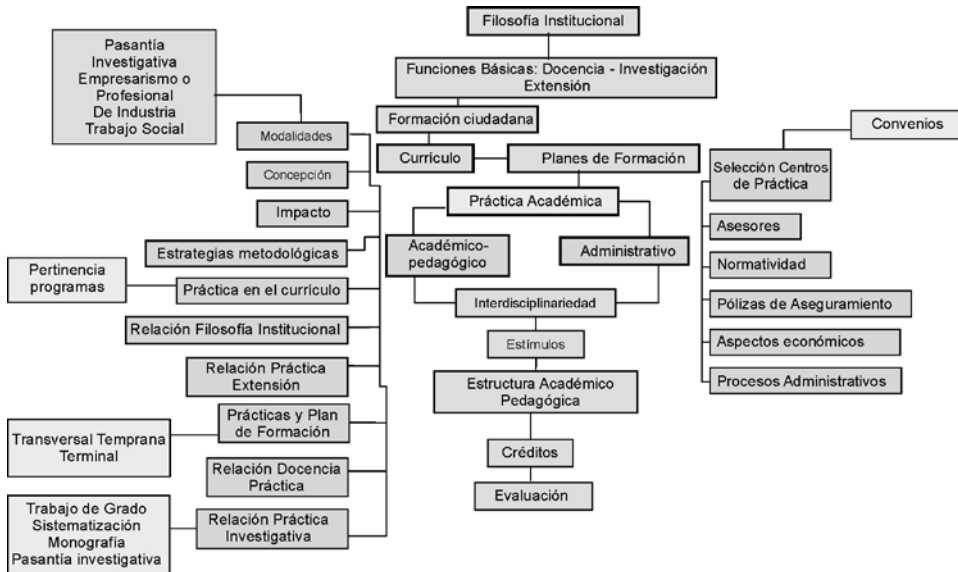 Filosofía Institucional
Funciones Básicas: Docencia - Investigación
Extensión
Formación ciudadana
Currículo
Planes de Formación
Práctica Académica
Académico-
pedagógico
Administrativo
Interdisciplinariedad
Estímulos
Estructura Académico
Pedagógica
Créditos
Evaluación
Pasantía
Investigativa
Empresarismo o
Profesional
De Industria
Trabajo Social
Modalidades
Concepción
Impacto
Estrategias metodológicas
Pertinencia
programas
Práctica en el currículo
Relación Filosofía Institucional
Relación Práctica
Extensión
Transversal Temprana
Terminal
Prácticas y Plan
de Formación
Relación Docencia
Práctica
Trabajo de Grado
Sistematización
Monografía
Pasantía investigativa
Relación Práctica
Investigativa
Convenios
Selección Centros
de Práctica
Asesores
Normatividad
Pólizas de Aseguramiento
Aspectos económicos
Procesos Administrativos